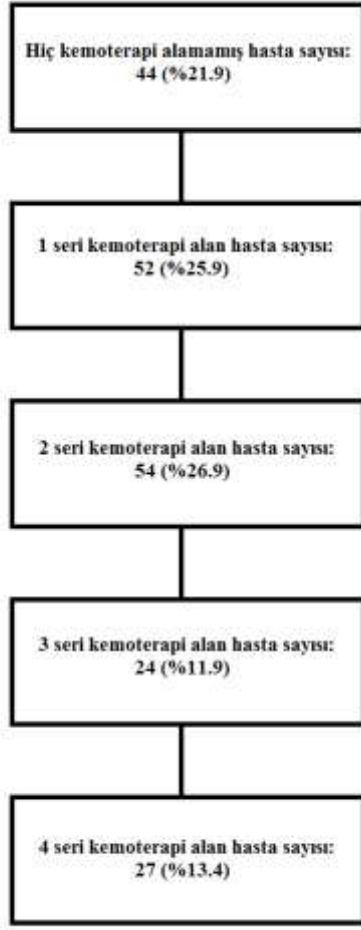 Hiç kemoterapi alamamış hasta sayısı:
44 (%21.9)
1 seri kemoterapi alan hasta sayısı:
52 (%25.9)
2 seri kemoterapi alan hasta sayısı:
54 (%26.9)
3 seri kemoterapi alan hasta sayısı:
24 (%11.9)
4 seri kemoterapi alan hasta sayısı:
27 (%13.4)